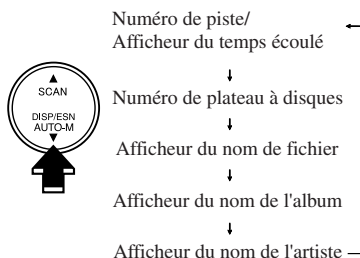 Numéro de piste/
Afficheur du temps écoulé
SCAN
DISP/ESN
AUTO-M
Numéro de plateau à disques
Afficheur du nom de fichier
Afficheur du nom de l'album
Afficheur du nom de l'artiste